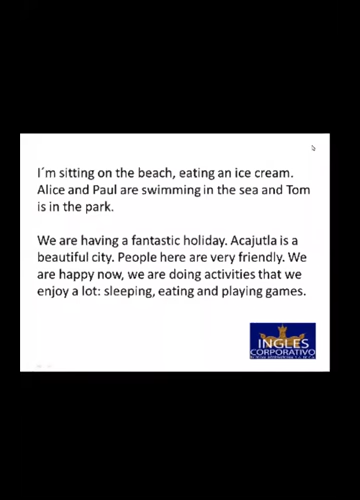 I´m sitting on the beach, eating an ice cream.
Alice and Paul are swimming in the sea and Tom
is in the park.
We are having a fantastic holiday. Acajutla is a
beautiful city. People here are very friendly. We
are happy now, we are doing activities that we
enjoy a lot: sleeping, eating and playing games.
INGLES
CORPORATIVO